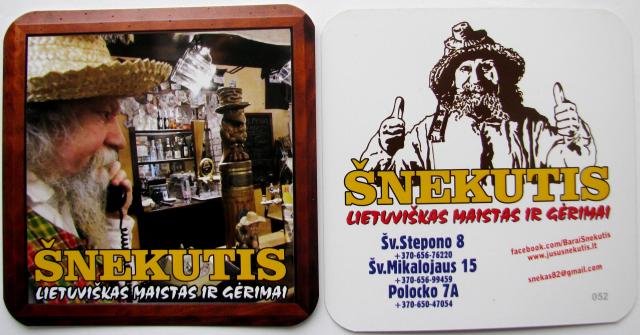 ŠNEKUTIS
LIETUVIŠKAS MAISTAS IR GĖRIMAI
ŠNEKUTIS
LIETUVIŠKAS MAISTAS IR GĖRIMAI
Šv.Stepono 8
+370-656-76220
Šv.Mikalojaus 15
+370-656-99459
Polocko 7A
+370-650-47054
facebook.com/BaraiSnekutis
www.jususnekutis.lt
snekas82@gmail.com
052